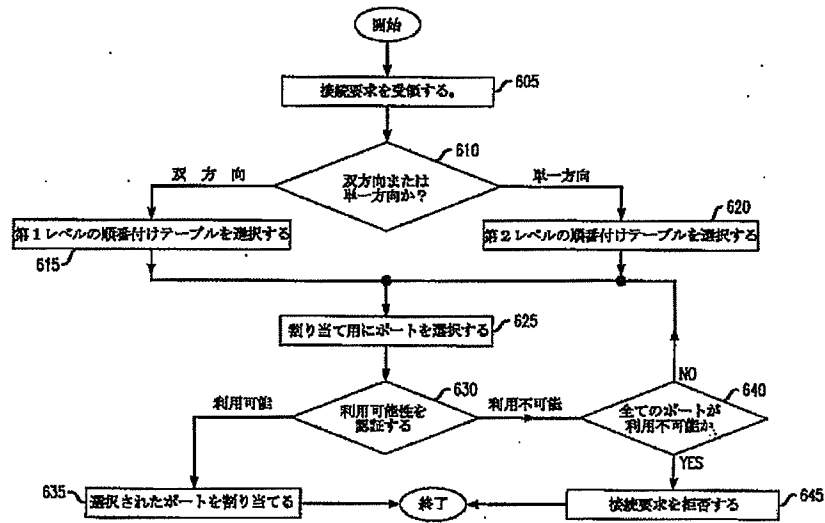 開始
接続要求を受領する。
605
610
双方向または
単一方向か?
双 方 向
単一方向
620
第1レベルの順番付けテーブルを選択する
第2レベルの順番付けテーブルを選択する
615
割り当て用にポートを選択する
625
630
利用可能性を
認証する
利用可能
利用不可能
NO
640
全てのポートが
利用不可能か
YES
635
選択されたポートを割り当てる
終了
接続要求を拒否する
645